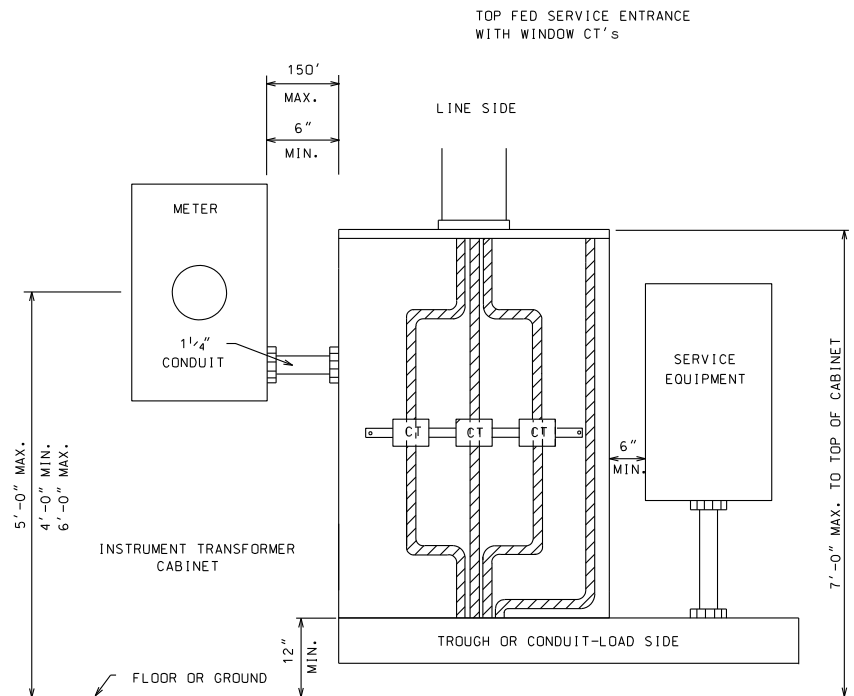 TOP FED SERVICE ENTRANCE
WITH WINDOW CT's
150'
MAX.
6"
MIN.
LINE SIDE
METER
1 1/4"
CONDUIT
SERVICE
EQUIPMENT
CT
CT
CT
6"
MIN.
5'-0" MAX.
4'-0" MIN.
6'-0" MAX.
7'-0" MAX. TO TOP OF CABINET
INSTRUMENT TRANSFORMER
CABINET
12"
MIN.
TROUGH OR CONDUIT-LOAD SIDE
FLOOR OR GROUND